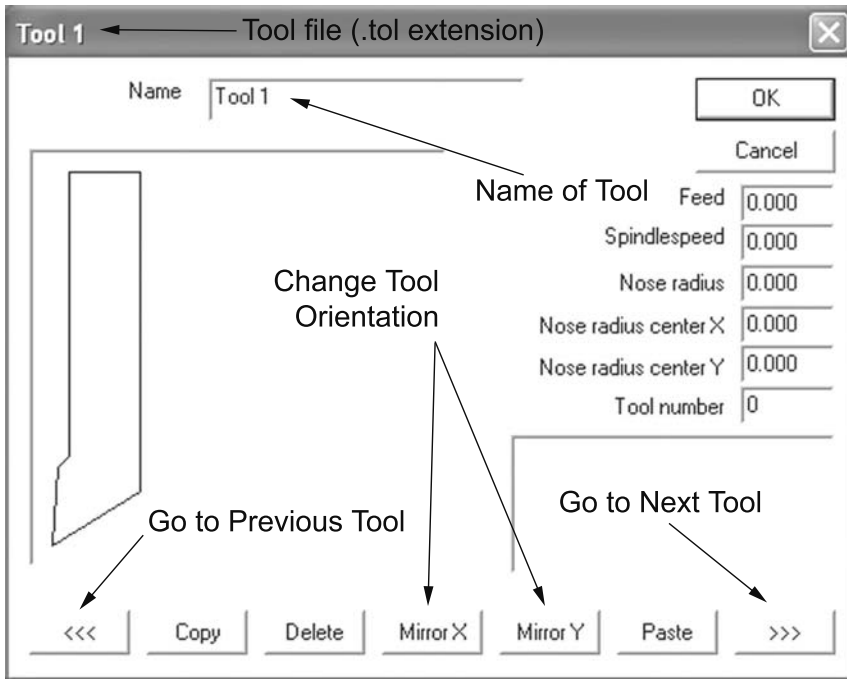 Tool 1
Tool file (.tol extension)
Name
Tool 1
OK
Cancel
Name of Tool
Feed
0.000
Spindlespeed
0.000
Change Tool
Orientation
Nose radius
0.000
Nose radius center X
0.000
Nose radius center Y
0.000
Tool number
0
Go to Previous Tool
Go to Next Tool
<<<
Copy
Delete
Mirror X
Mirror Y
Paste
>>>